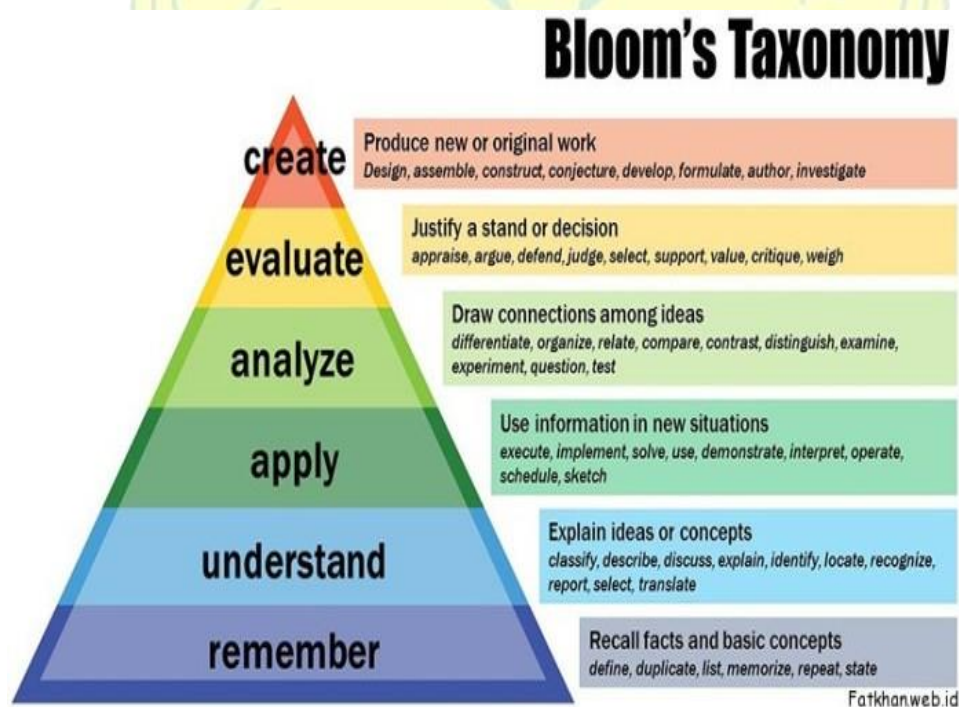 Bloom's Taxonomy
create
Produce new or original work
Design, assemble, construct, conjecture, develop, formulate, author, investigate
evaluate
Justify a stand or decision
appraise, argue, defend, judge, select, support, value, critique, weigh
analyze
Draw connections among ideas
differentiate, organize, relate, compare, contrast, distinguish, examine,
experiment, question, test
apply
Use information in new situations
execute, implement, solve, use, demonstrate, interpret, operate,
schedule, sketch
understand
Explain ideas or concepts
classify, describe, discuss, explain, identify, locate, recognize,
report, select, translate
remember
Recall facts and basic concepts
define, duplicate, list, memorize, repeat, state
Fatkhan.web.id